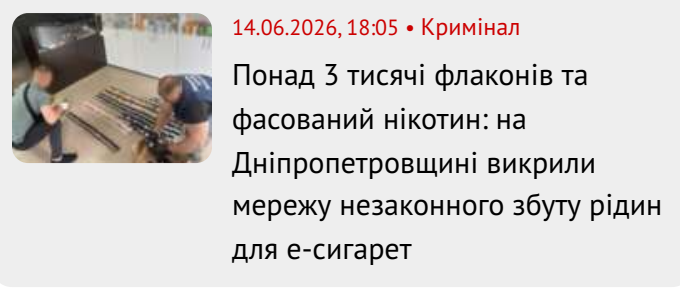 14.06.2026, 18:05 • Кримінал
Понад 3 тисячі флаконів та
фасований нікотин: на
Дніпропетровщині викрили
мережу незаконного збуту рідин
для е-сигарет